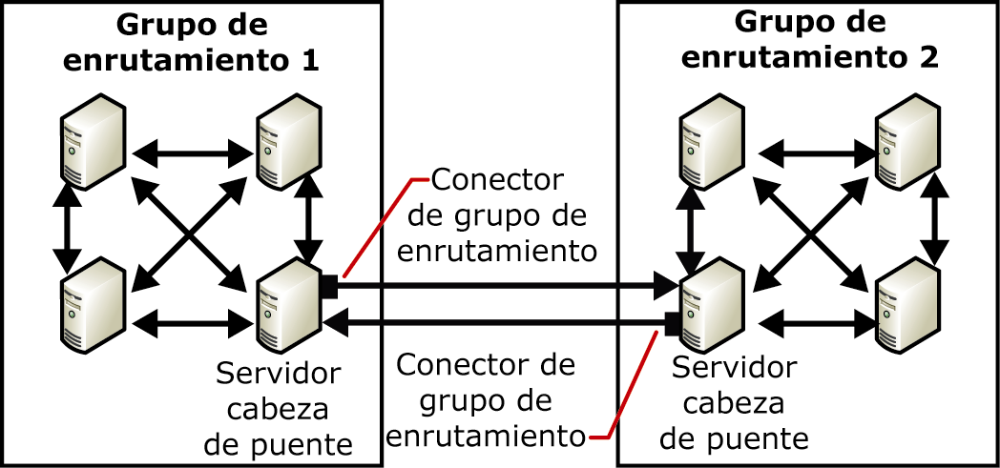 Grupo de
enrutamiento 1
Grupo de
enrutamiento 2
Conector
de grupo de
enrutamiento
Servidor
cabeza
de puente
Conector de
grupo de
enrutamiento
Servidor
cabeza
de puente